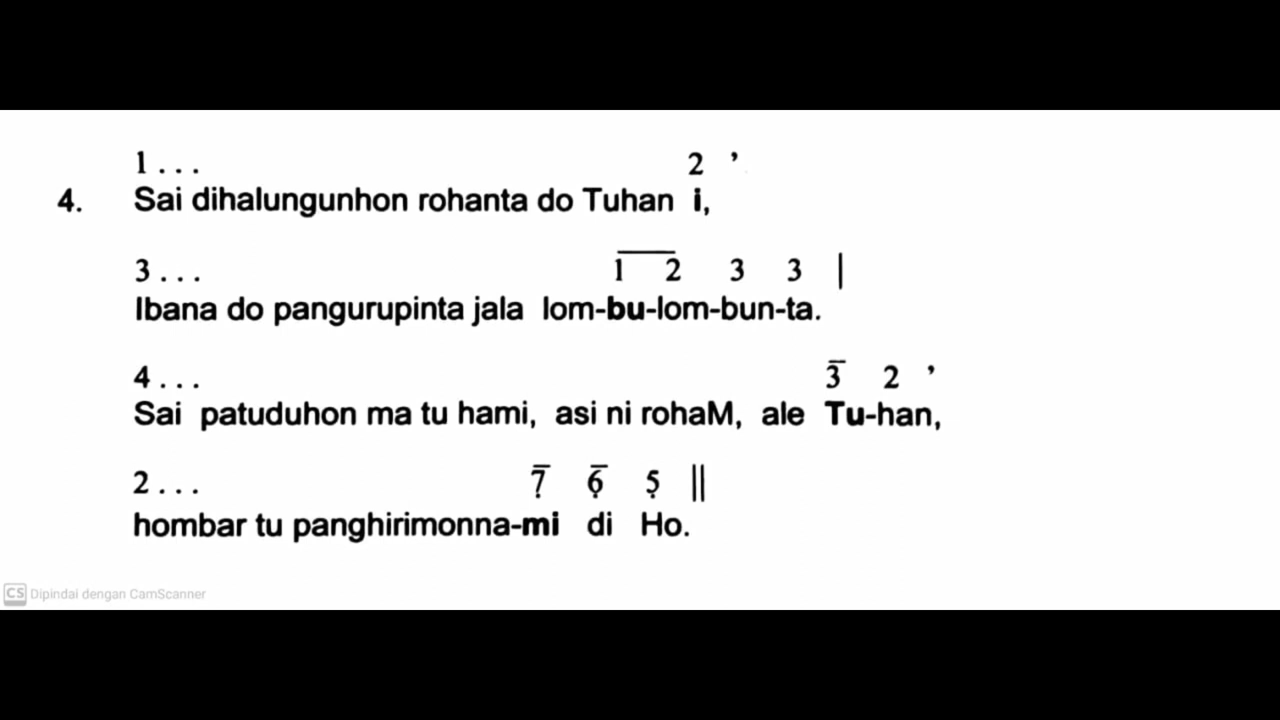 1 . . . 2 ’
4. Sai dihalungunhon rohanta do Tuhan i,
3 . . . 1̅ 2̅ 3 3 |
Ibana do pangurupinta jala lom-bu-lom-bun-ta.
4 . . . 3̅ 2 ’
Sai patuduhon ma tu hami, asi ni rohaM, ale Tu-han,
2 . . . 7̣̅ 6̣̅ 5̣ ||
hombar tu panghirimonna-mi di Ho.
CS Dipindai dengan CamScanner